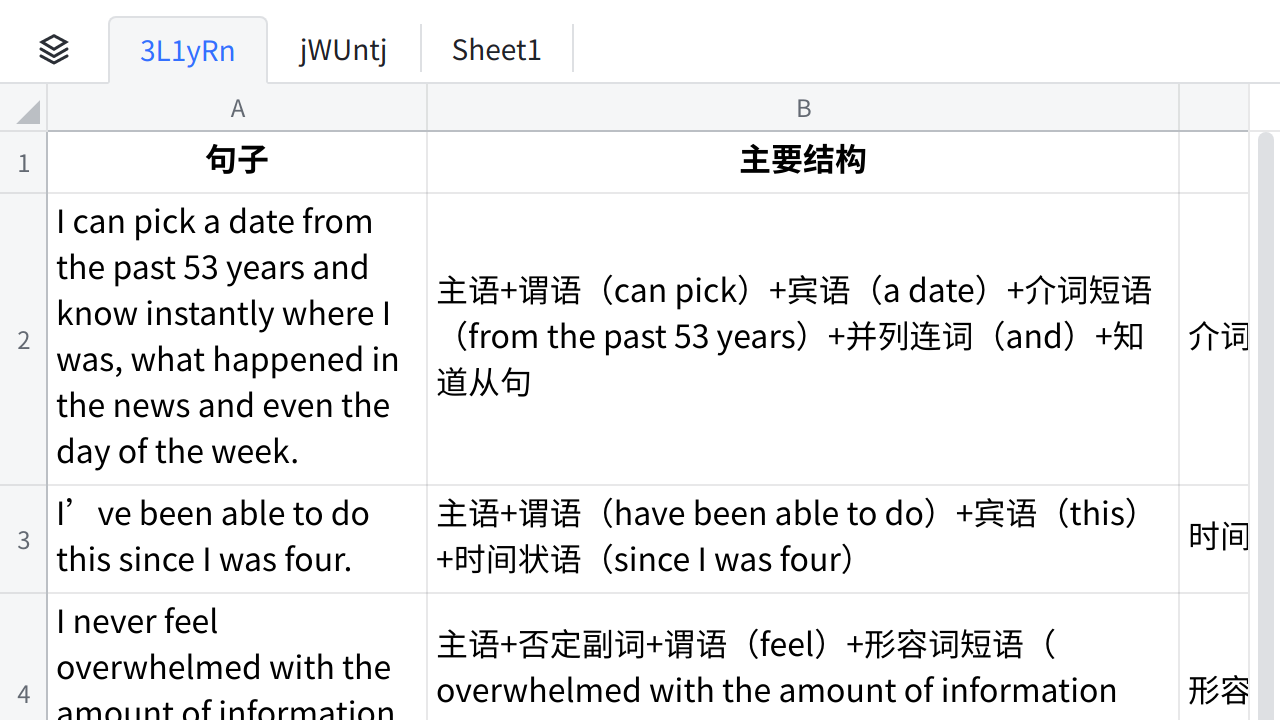 3L1yRn
jWUntj
Sheet1
A
B
1
句子
主要结构
2
I can pick a date from
the past 53 years and
know instantly where I
was, what happened in
the news and even the
day of the week.
主语+谓语（can pick）+宾语（a date）+介词短语
（from the past 53 years）+并列连词（and）+知
道从句
介词
3
I’ve been able to do
this since I was four.
主语+谓语（have been able to do）+宾语（this）
+时间状语（since I was four）
时间
4
I never feel
overwhelmed with the
amount of information
主语+否定副词+谓语（feel）+形容词短语（
overwhelmed with the amount of information
形容